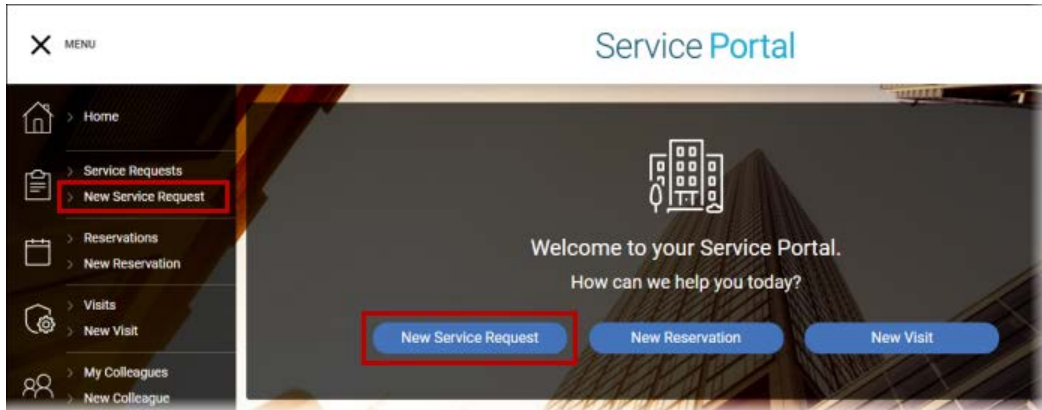 MENU
Service Portal
Home
Service Requests
New Service Request
Reservations
New Reservation
Visits
New Visit
My Colleagues
New Colleague
Welcome to your Service Portal.
How can we help you today?
New Service Request
New Reservation
New Visit